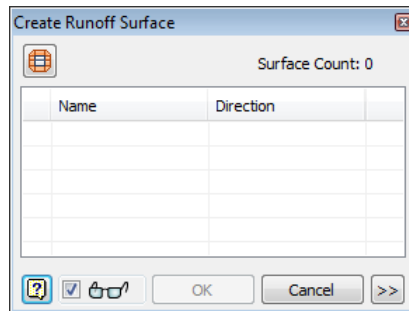 Create Runoff Surface
Surface Count: 0
Name Direction
OK Cancel >>